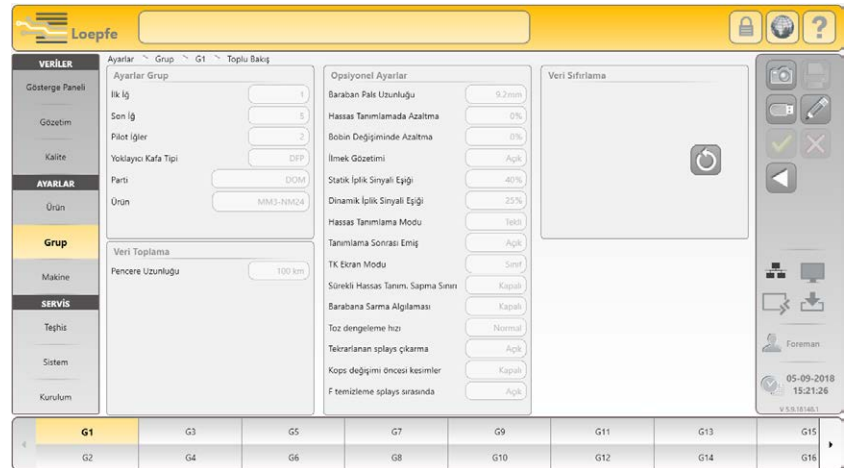 Loepfe
VERİLER
Gösterge Paneli
Gözetim
Kalite
AYARLAR
Ürün
Grup
Makine
SERVİS
Teşhis
Sistem
Kurulum
Ayarlar Grup G1 Toplu Bakış
Ayarlar Grup
İlk İğ 1
Son İğ 5
Pilot İğler 2
Yoklayıcı Kafa Tipi DFP
Parti DOM
Ürün MM3-NM24
Veri Toplama
Pencere Uzunluğu 100 km
Opsiyonel Ayarlar
Baraban Pals Uzunluğu 9.2mm
Hassas Tanımlamada Azaltma 0%
Bobin Değişiminde Azaltma 0%
İlmek Gözetimi Açık
Statik İplik Sinyali Eşiği 40%
Dinamik İplik Sinyali Eşiği 25%
Hassas Tanımlama Modu Tekli
Tanımlama Sonrası Emiş Açık
TK Ekran Modu Sınıf
Sürekli Hassas Tanım. Sapma Sınırı Kapalı
Barabana Sarma Algılaması Kapalı
Toz dengeleme hızı Normal
Tekrarlanan splays çıkarma Açık
Kops değişimi öncesi kesimler Kapalı
F temizleme splays sırasında Açık
Veri Sıfırlama
?
Foreman
05-09-2018
15:21:26
V 5.9.18148.1
G1 G3 G5 G7 G9 G11 G13 G15
G2 G4 G6 G8 G10 G12 G14 G16